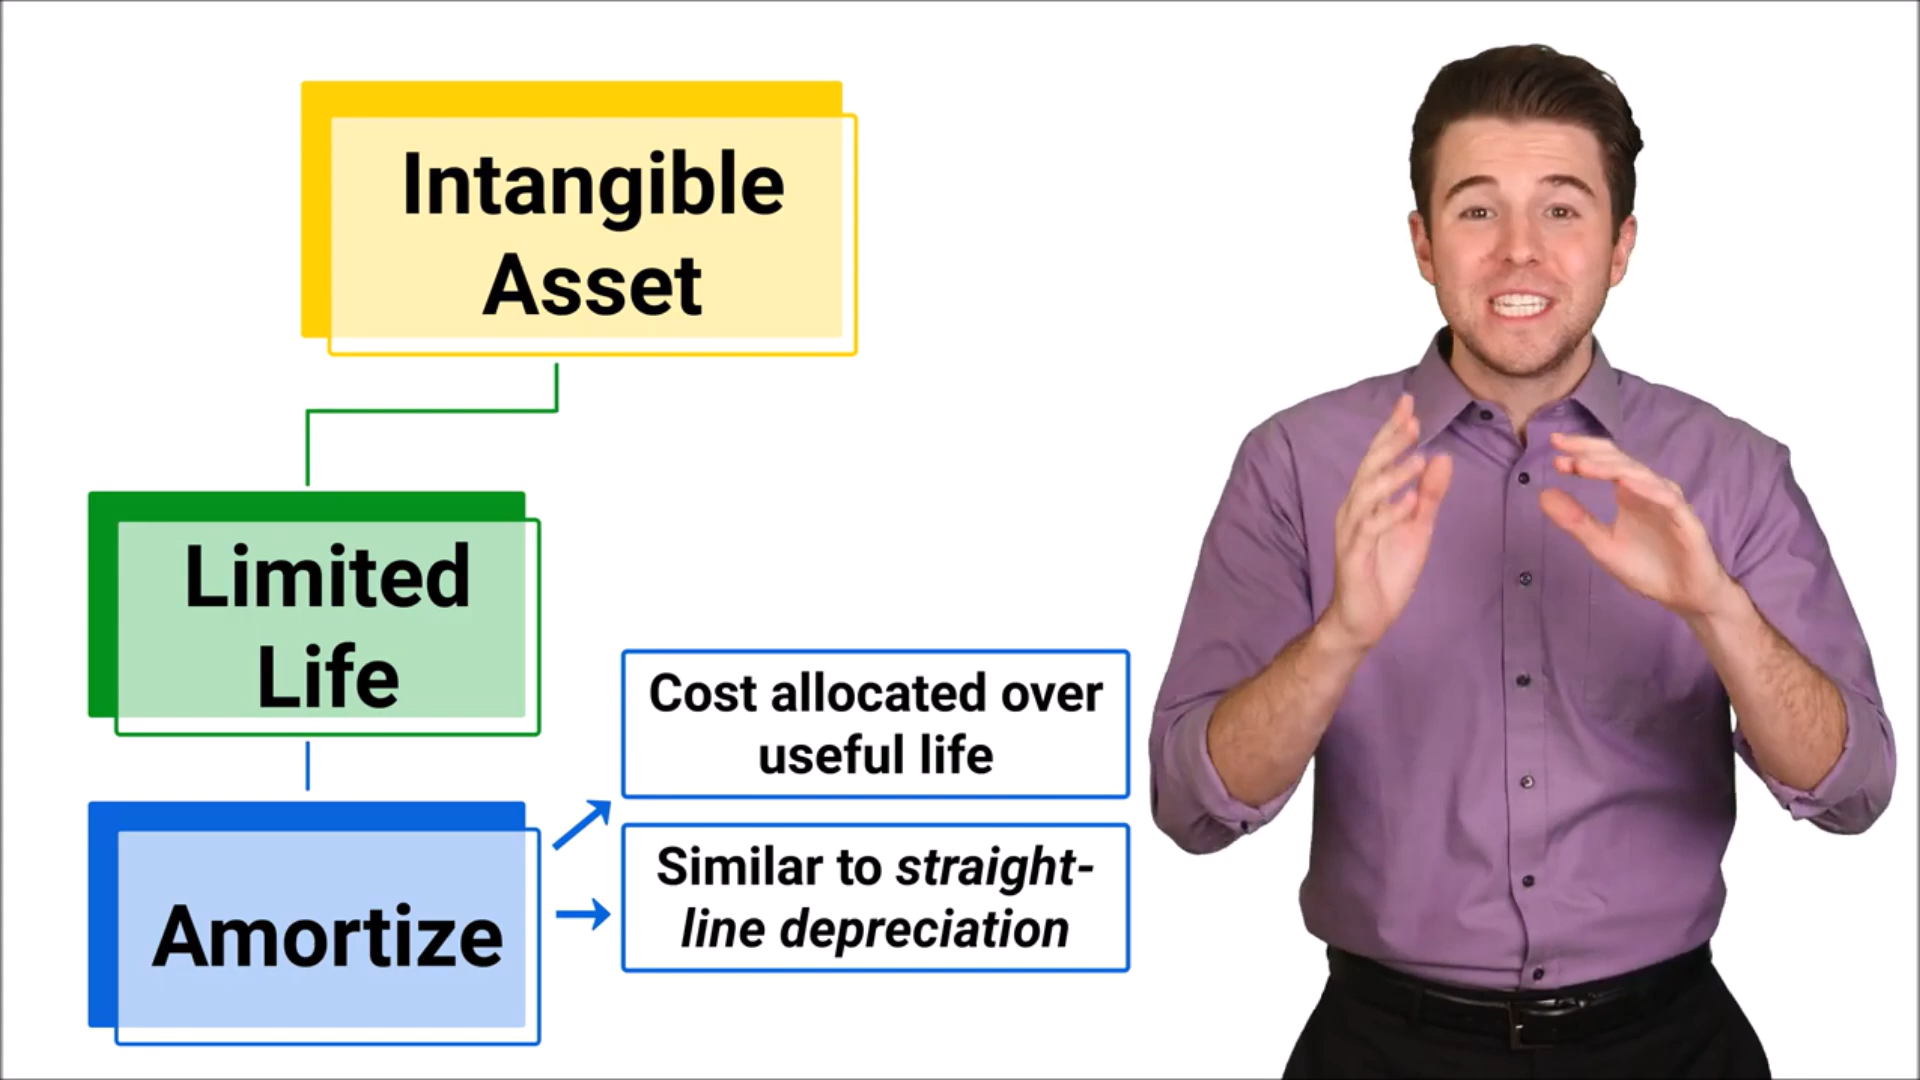 Intangible
Asset
Limited
Life
Amortize
Cost allocated over
useful life
Similar to straight-
line depreciation